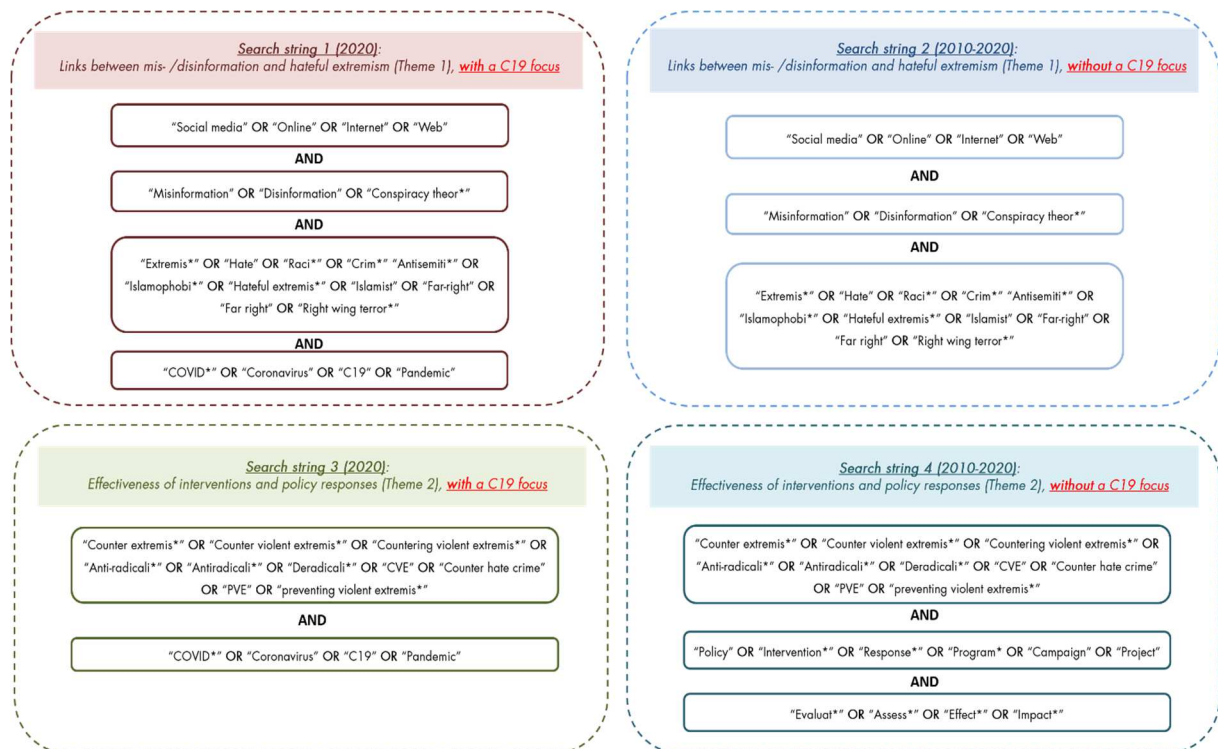 Search string 1 (2020):
Links between mis- /disinformation and hateful extremism (Theme 1), with a C19 focus
“Social media” OR “Online” OR “Internet” OR “Web”
AND
“Misinformation” OR “Disinformation” OR “Conspiracy theor*”
AND
“Extremis*” OR “Hate” OR “Raci*” OR “Crim*” “Antisemiti*” OR
“Islamophobi*” OR “Hateful extremis*” OR “Islamist” OR “Far-right” OR
“Far right” OR “Right wing terror*”
AND
“COVID*” OR “Coronavirus” OR “C19” OR “Pandemic”
Search string 2 (2010-2020):
Links between mis- /disinformation and hateful extremism (Theme 1), without a C19 focus
“Social media” OR “Online” OR “Internet” OR “Web”
AND
“Misinformation” OR “Disinformation” OR “Conspiracy theor*”
AND
“Extremis*” OR “Hate” OR “Raci*” OR “Crim*” “Antisemiti*” OR
“Islamophobi*” OR “Hateful extremis*” OR “Islamist” OR “Far-right” OR
“Far right” OR “Right wing terror*”
Search string 3 (2020):
Effectiveness of interventions and policy responses (Theme 2), with a C19 focus
“Counter extremis*” OR “Counter violent extremis*” OR “Countering violent extremis*” OR
“Anti-radicali*” OR “Antiradicali*” OR “Deradicali*” OR “CVE” OR “Counter hate crime”
OR “PVE” OR “preventing violent extremis*”
AND
“COVID*” OR “Coronavirus” OR “C19” OR “Pandemic”
Search string 4 (2010-2020):
Effectiveness of interventions and policy responses (Theme 2), without a C19 focus
“Counter extremis*” OR “Counter violent extremis*” OR “Countering violent extremis*” OR
“Anti-radicali*” OR “Antiradicali*” OR “Deradicali*” OR “CVE” OR “Counter hate crime”
OR “PVE” OR “preventing violent extremis*”
AND
“Policy” OR “Intervention*” OR “Response*” OR “Program* OR “Campaign” OR “Project”
AND
“Evaluat*” OR “Assess*” OR “Effect*” OR “Impact*”